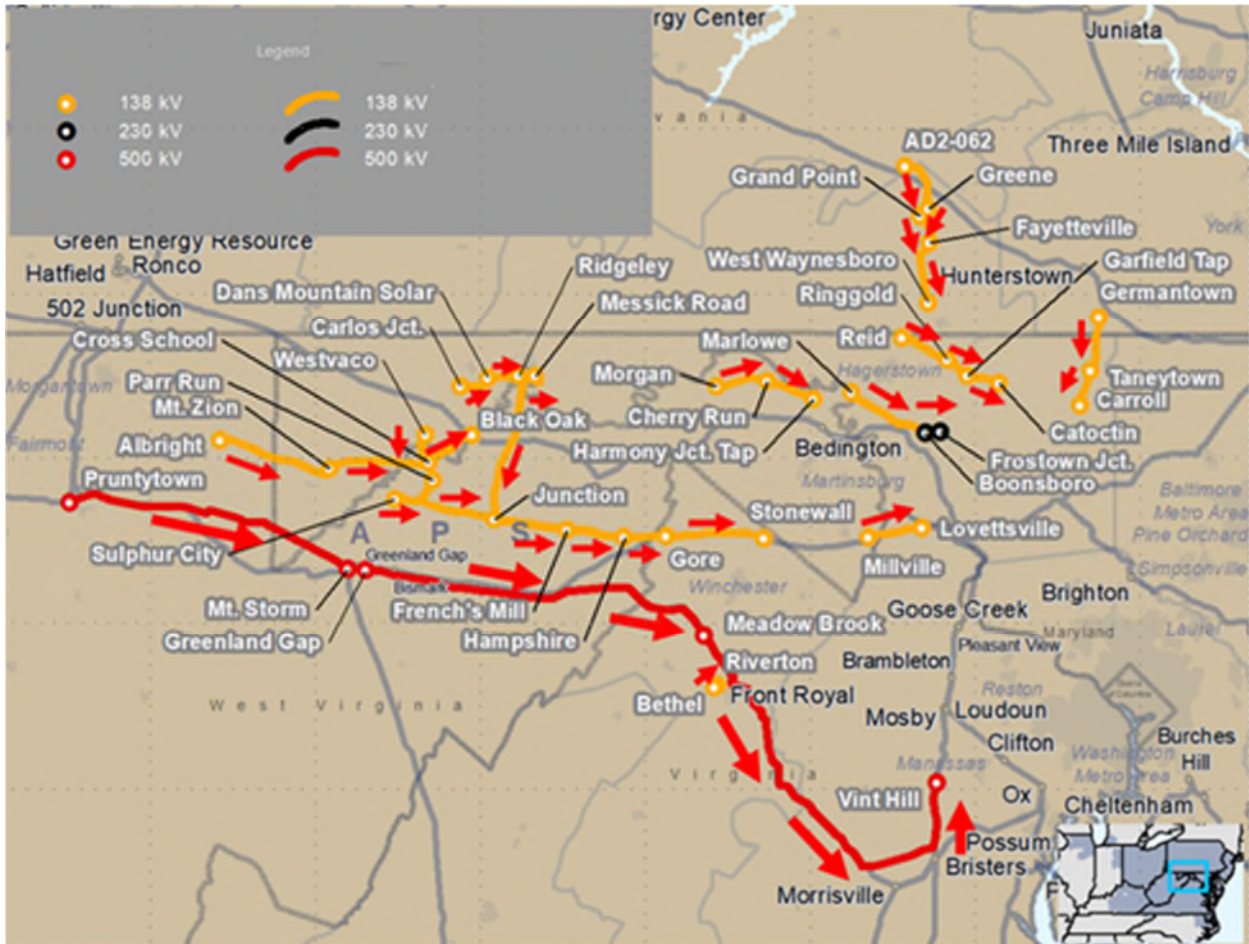 rgy Center
Juniata
Legend
Harrisburg
Camp Hill
138 kV
138 kV
230 kV
230 kV
500 kV
500 kV
vania
Three Mile Island
AD2-062
Grand Point
Greene
Fayetteville
York
Green Energy Resource
Ronco
Hatfield
502 Junction
Ridgeley
West Waynesboro
Hunterstown
Garfield Tap
Dans Mountain Solar
Messick Road
Ringgold
Germantown
Carlos Jct.
Cross School
Westvaco
Marlowe
Reid
Morgantown
Parr Run
Morgan
Hagerstown
Taneytown
Mt. Zion
Cherry Run
Carroll
Albright
Black Oak
Fairmont
Harmony Jct. Tap
Bedington
Catoctin
Frostown Jct.
Pruntytown
Martinsburg
Boonsboro
Junction
Baltimore
Metro Area
Pine Orchard
Stonewall
Lovettsville
A P S
Sulphur City
Greenland Gap
Gore
Millville
Simpsonville
Bismark
Winchester
Mt. Storm
French's Mill
Goose Creek
Brighton
Greenland Gap
Hampshire
Meadow Brook
Maryland
Laurel
Pleasant View
Riverton
Brambleton
Bethel
Front Royal
Reston
West Virginia
Mosby
Loudoun
District
of Columbia
Clifton
Burches
Hill
Manassas
Washington
Metro Area
Virginia
Vint Hill
Ox
Cheltenham
Possum
Bristers
Morrisville
F